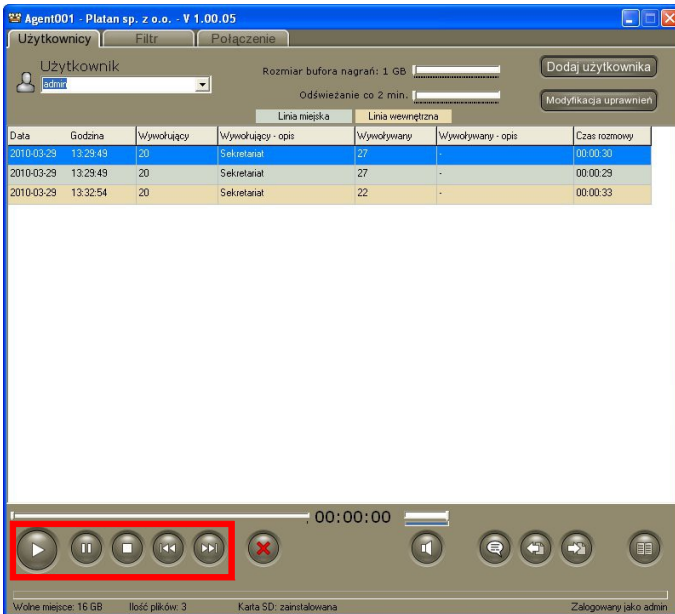 Agent001 - Platan sp. z o.o. - V 1.00.05
Użytkownicy Filtr Połączenie
Użytkownik
admin
Rozmiar bufora nagrań: 1 GB
Odświeżanie co 2 min.
Dodaj użytkownika
Modyfikacja uprawnień
Linia miejska Linia wewnętrzna
Data Godzina Wywołujący Wywołujący - opis Wywoływany Wywoływany - opis Czas rozmowy
2010-03-29 13:29:49 20 Sekretariat 27 - 00:00:30
2010-03-29 13:29:49 20 Sekretariat 27 - 00:00:29
2010-03-29 13:32:54 20 Sekretariat 22 - 00:00:33
00:00:00
Wolne miejsce: 16 GB Ilość plików: 3 Karta SD: zainstalowana Zalogowany jako admin